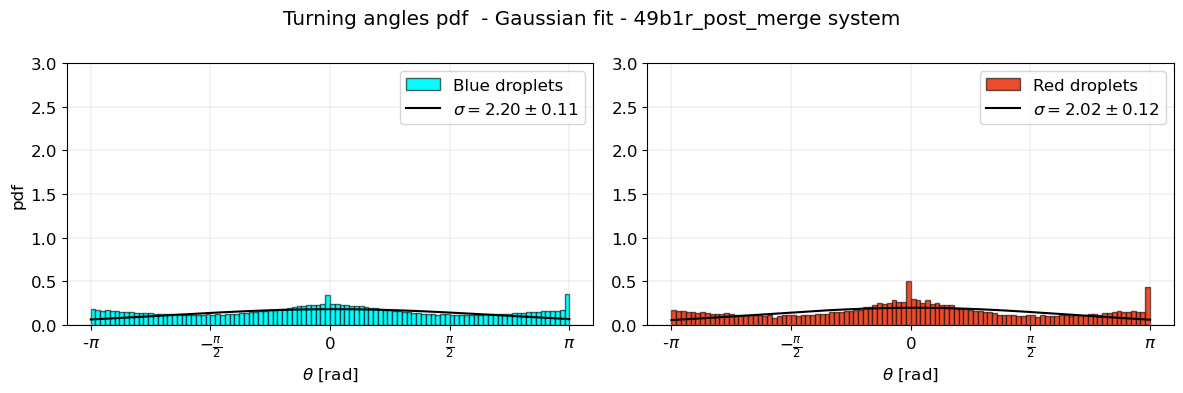 Turning angles pdf  - Gaussian fit - 49b1r_post_merge system
pdf
3.0
2.5
2.0
1.5
1.0
0.5
0.0
Blue droplets
σ = 2.20 ± 0.11
-π
−π/2
0
π/2
π
θ [rad]
3.0
2.5
2.0
1.5
1.0
0.5
0.0
Red droplets
σ = 2.02 ± 0.12
-π
−π/2
0
π/2
π
θ [rad]